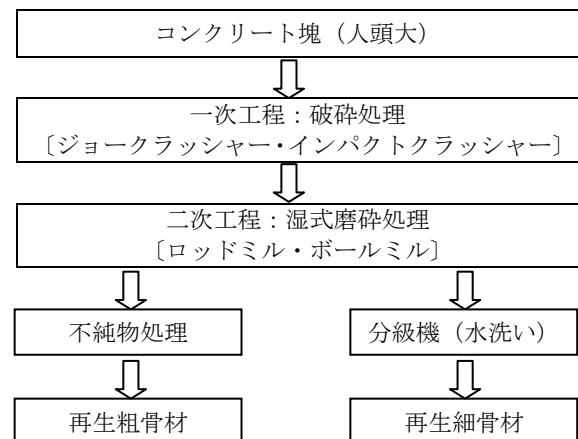 コンクリート塊(人頭大)
一次工程:破砕処理
〔ジョークラッシャー・インパクトクラッシャー〕
二次工程:湿式磨砕処理
〔ロッドミル・ボールミル〕
不純物処理
分級機(水洗い)
再生粗骨材
再生細骨材